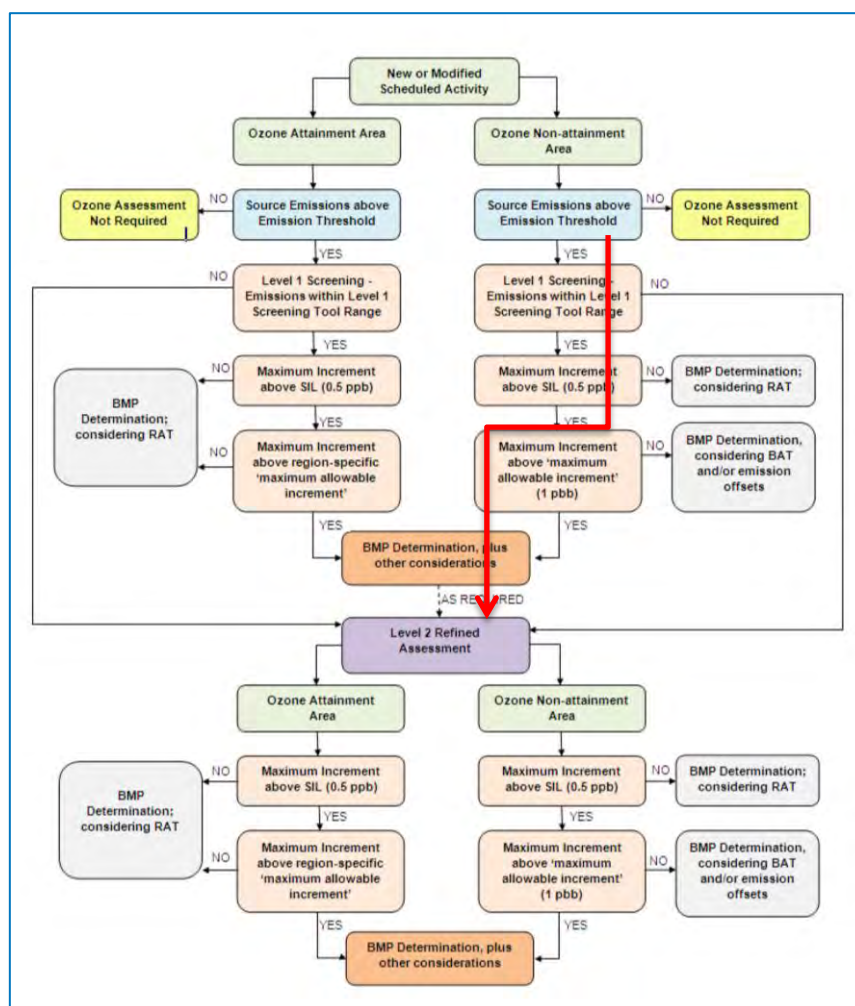 New or Modified
Scheduled Activity
Ozone Attainment Area
Ozone Non-attainment
Area
Ozone Assessment
Not Required
NO
Source Emissions above
Emission Threshold
Source Emissions above
Emission Threshold
NO
Ozone Assessment
Not Required
YES
YES
NO
Level 1 Screening -
Emissions within Level 1
Screening Tool Range
Level 1 Screening -
Emissions within Level 1
Screening Tool Range
NO
YES
YES
BMP
Determination;
considering RAT
NO
Maximum Increment
above SIL (0.5 ppb)
Maximum Increment
above SIL (0.5 ppb)
NO
BMP Determination;
considering RAT
YES
YES
NO
Maximum Increment
above region-specific
'maximum allowable
increment'
Maximum Increment
above 'maximum
allowable increment'
(1 pbb)
NO
BMP Determination,
considering BAT
and/or emission
offsets
YES
YES
BMP Determination, plus
other considerations
AS REQUIRED
Level 2 Refined
Assessment
Ozone Attainment
Area
Ozone Non-attainment
Area
BMP
Determination;
considering RAT
NO
Maximum Increment
above SIL (0.5 ppb)
Maximum Increment
above SIL (0.5 ppb)
NO
BMP Determination;
considering RAT
YES
YES
NO
Maximum Increment
above region-specific
'maximum allowable
increment'
Maximum Increment
above 'maximum
allowable increment'
(1 pbb)
NO
BMP Determination,
considering BAT
and/or emission
offsets
YES
YES
BMP Determination, plus
other considerations